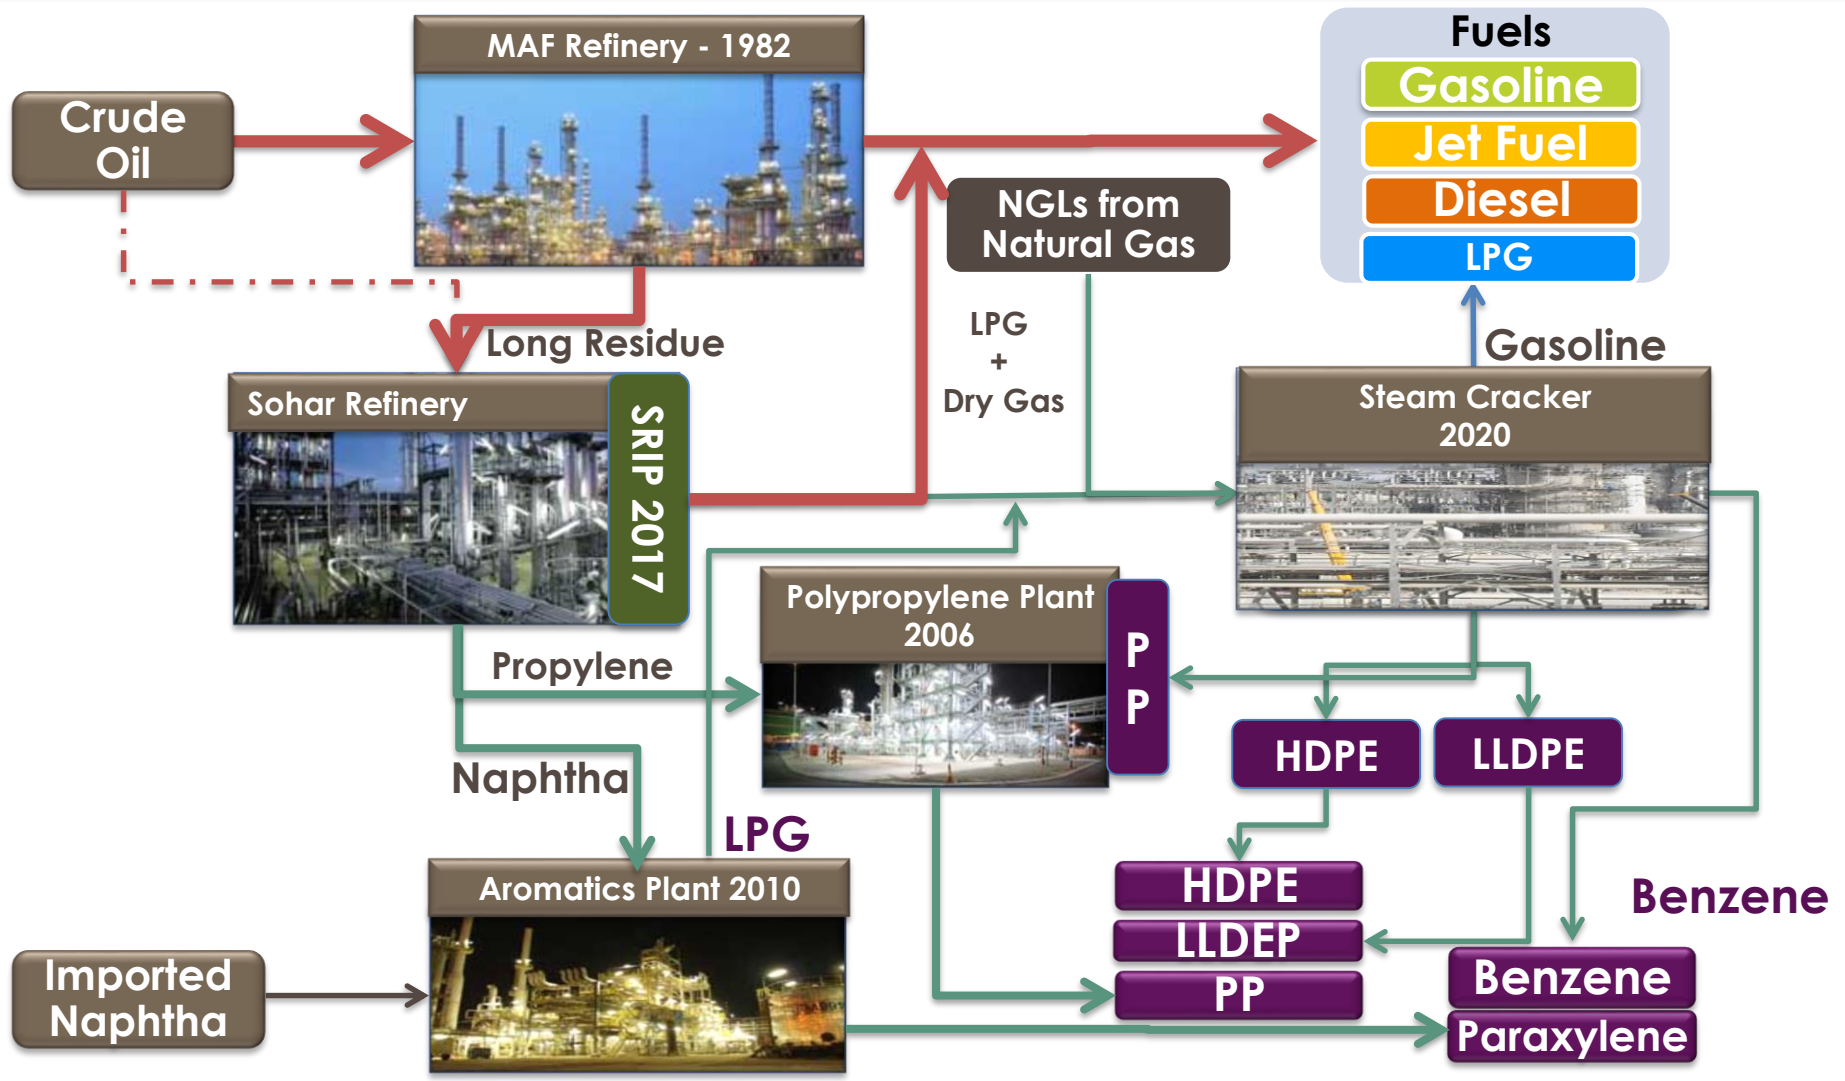 MAF Refinery - 1982
Fuels
Gasoline
Jet Fuel
Diesel
LPG
Crude
Oil
NGLs from
Natural Gas
LPG
+
Dry Gas
Long Residue
Gasoline
Sohar Refinery
SRIP 2017
Steam Cracker
2020
Polypropylene Plant
2006
P
P
Propylene
Naphtha
HDPE
LLDPE
LPG
Aromatics Plant 2010
HDPE
LLDEP
PP
Benzene
Imported
Naphtha
Benzene
Paraxylene